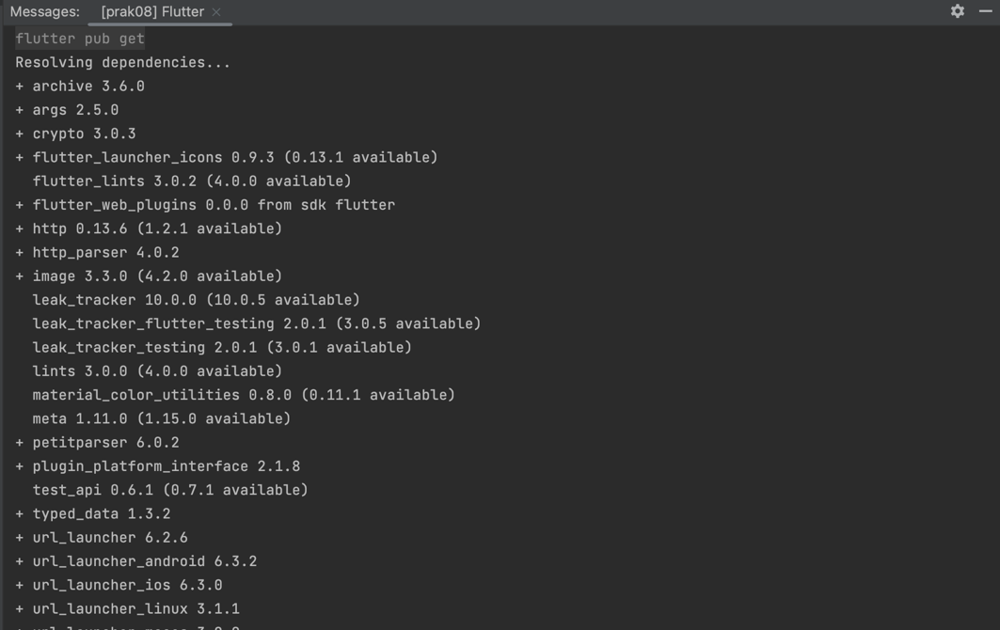 Messages: [prak08] Flutter
flutter pub get
Resolving dependencies...
+ archive 3.6.0
+ args 2.5.0
+ crypto 3.0.3
+ flutter_launcher_icons 0.9.3 (0.13.1 available)
  flutter_lints 3.0.2 (4.0.0 available)
+ flutter_web_plugins 0.0.0 from sdk flutter
+ http 0.13.6 (1.2.1 available)
+ http_parser 4.0.2
+ image 3.3.0 (4.2.0 available)
  leak_tracker 10.0.0 (10.0.5 available)
  leak_tracker_flutter_testing 2.0.1 (3.0.5 available)
  leak_tracker_testing 2.0.1 (3.0.1 available)
  lints 3.0.0 (4.0.0 available)
  material_color_utilities 0.8.0 (0.11.1 available)
  meta 1.11.0 (1.15.0 available)
+ petitparser 6.0.2
+ plugin_platform_interface 2.1.8
  test_api 0.6.1 (0.7.1 available)
+ typed_data 1.3.2
+ url_launcher 6.2.6
+ url_launcher_android 6.3.2
+ url_launcher_ios 6.3.0
+ url_launcher_linux 3.1.1